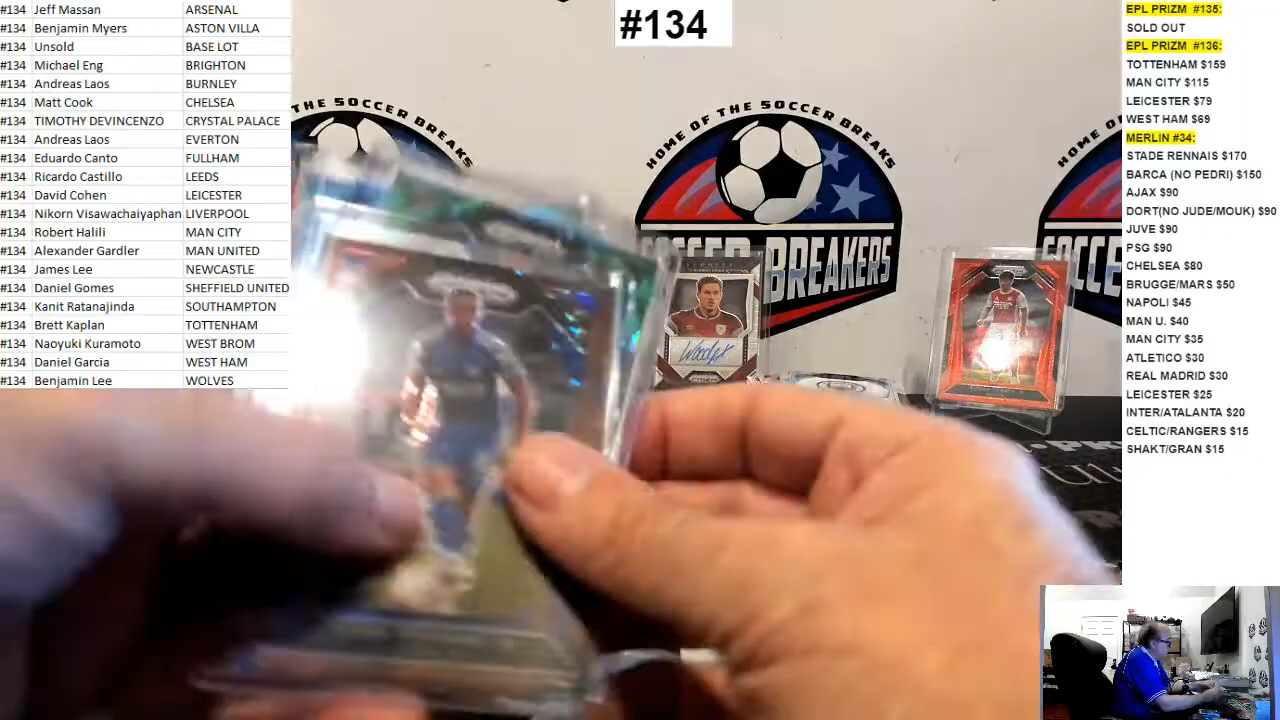 #134 Jeff Massan ARSENAL
#134 Benjamin Myers ASTON VILLA
#134 Unsold BASE LOT
#134 Michael Eng BRIGHTON
#134 Andreas Laos BURNLEY
#134 Matt Cook CHELSEA
#134 TIMOTHY DEVINCENZO CRYSTAL PALACE
#134 Andreas Laos EVERTON
#134 Eduardo Canto FULLHAM
#134 Ricardo Castillo LEEDS
#134 David Cohen LEICESTER
#134 Nikorn Visawachaiyaphan LIVERPOOL
#134 Robert Halili MAN CITY
#134 Alexander Gardler MAN UNITED
#134 James Lee NEWCASTLE
#134 Daniel Gomes SHEFFIELD UNITED
#134 Kanit Ratanajinda SOUTHAMPTON
#134 Brett Kaplan TOTTENHAM
#134 Naoyuki Kuramoto WEST BROM
#134 Daniel Garcia WEST HAM
#134 Benjamin Lee WOLVES
#134
THE SOCCER BREAKS
HOME OF THE SOCCER BREAKS
SOCCER
BREAKERS
HOME OF
EPL PRIZM #135:
SOLD OUT
EPL PRIZM #136:
TOTTENHAM $159
MAN CITY $115
LEICESTER $79
WEST HAM $69
MERLIN #34:
STADE RENNAIS $170
BARCA (NO PEDRI) $150
AJAX $90
DORT(NO JUDE/MOUK) $90
JUVE $90
PSG $90
CHELSEA $80
BRUGGE/MARS $50
NAPOLI $45
MAN U. $40
MAN CITY $35
ATLETICO $30
REAL MADRID $30
LEICESTER $25
INTER/ATALANTA $20
CELTIC/RANGERS $15
SHAKT/GRAN $15